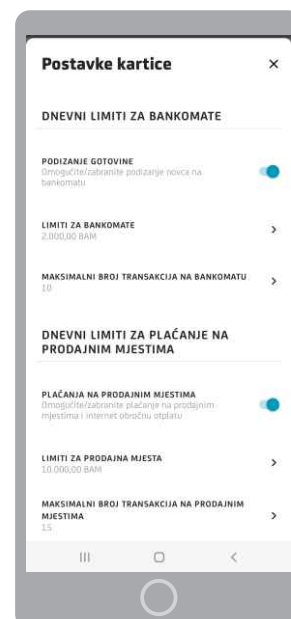 Postavke kartice
DNEVNI LIMITI ZA BANKOMATE
PODIZANJE GOTOVINE
Omogućite/zabranite podizanje novca na
bankomatu
LIMITI ZA BANKOMATE
2.000,00 BAM
MAKSIMALNI BROJ TRANSAKCIJA NA BANKOMATU
10
DNEVNI LIMITI ZA PLAĆANJE NA
PRODAJNIM MJESTIMA
PLAĆANJA NA PRODAJNIM MJESTIMA
Omogućite/zabranite plaćanje na prodajnim
mjestima i internet obročnu otplatu
LIMITI ZA PRODAJNA MJESTA
10.000,00 BAM
MAKSIMALNI BROJ TRANSAKCIJA NA PRODAJNIM
MJESTIMA
15